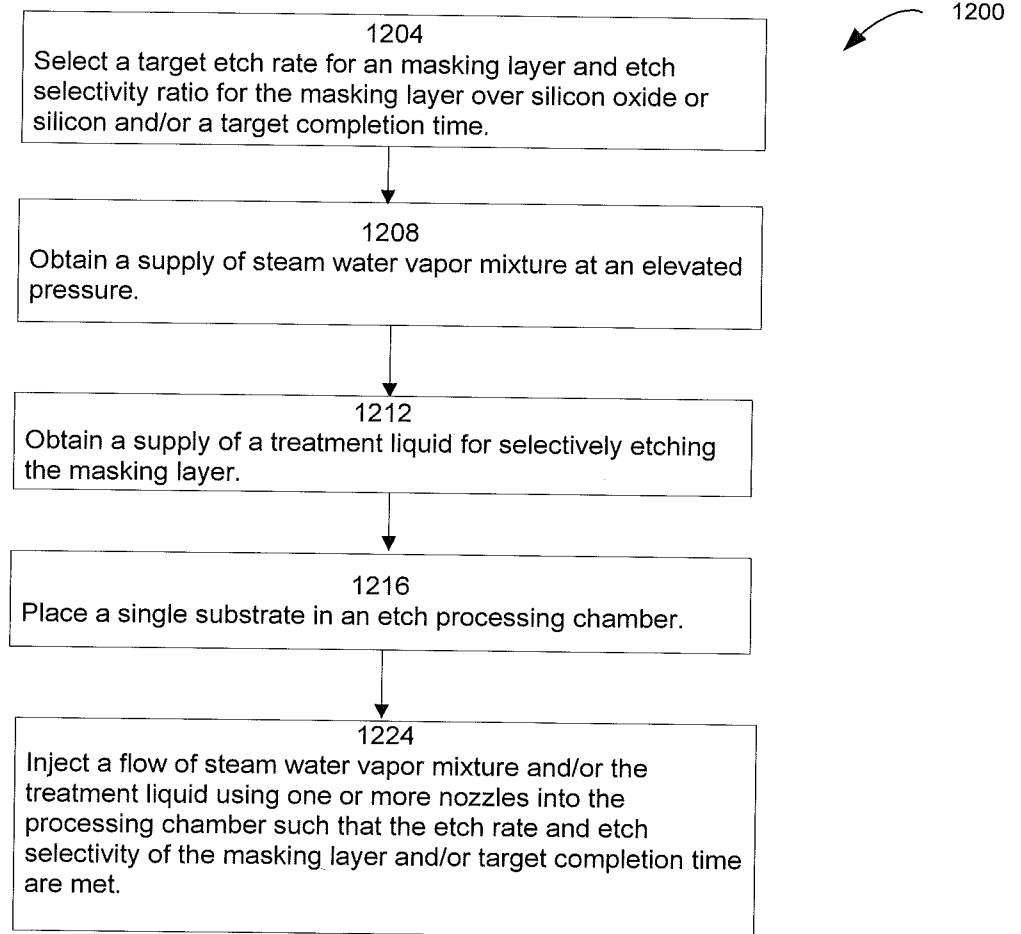 1200
1204
Select a target etch rate for an masking layer and etch
selectivity ratio for the masking layer over silicon oxide or
silicon and/or a target completion time.
1208
Obtain a supply of steam water vapor mixture at an elevated
pressure.
1212
Obtain a supply of a treatment liquid for selectively etching
the masking layer.
1216
Place a single substrate in an etch processing chamber.
1224
Inject a flow of steam water vapor mixture and/or the
treatment liquid using one or more nozzles into the
processing chamber such that the etch rate and etch
selectivity of the masking layer and/or target completion time
are met.